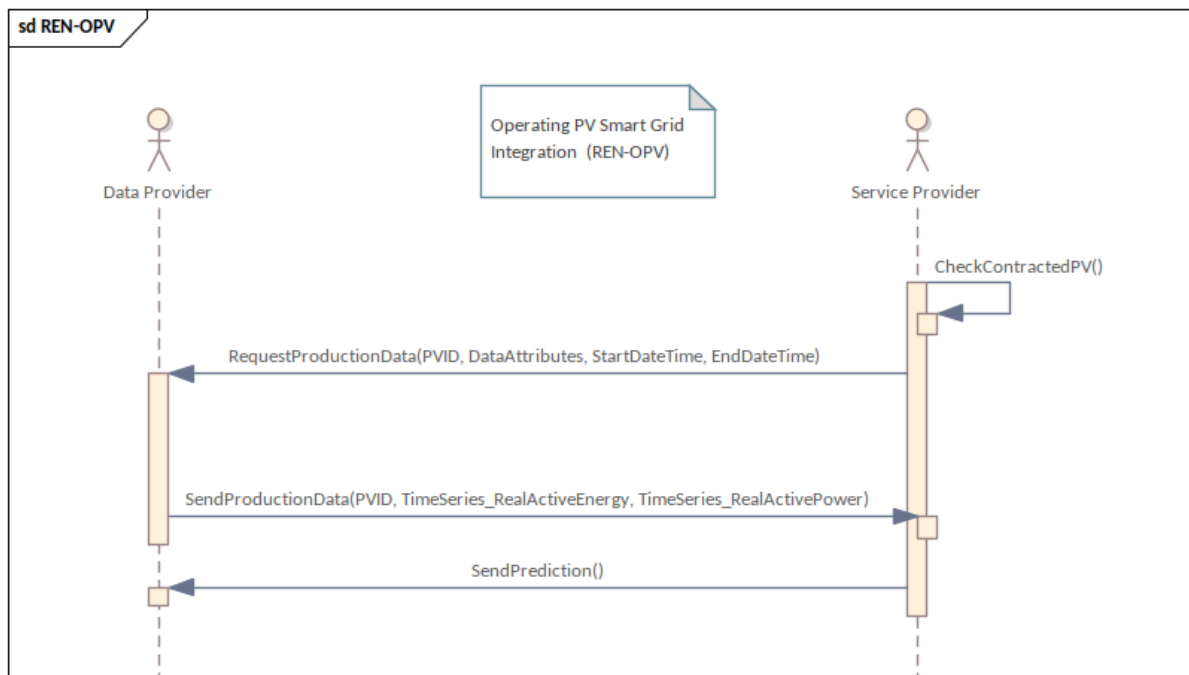 sd REN-OPV
Operating PV Smart Grid
Integration  (REN-OPV)
Data Provider
Service Provider
CheckContractedPV()
RequestProductionData(PVID, DataAttributes, StartDateTime, EndDateTime)
SendProductionData(PVID, TimeSeries_RealActiveEnergy, TimeSeries_RealActivePower)
SendPrediction()